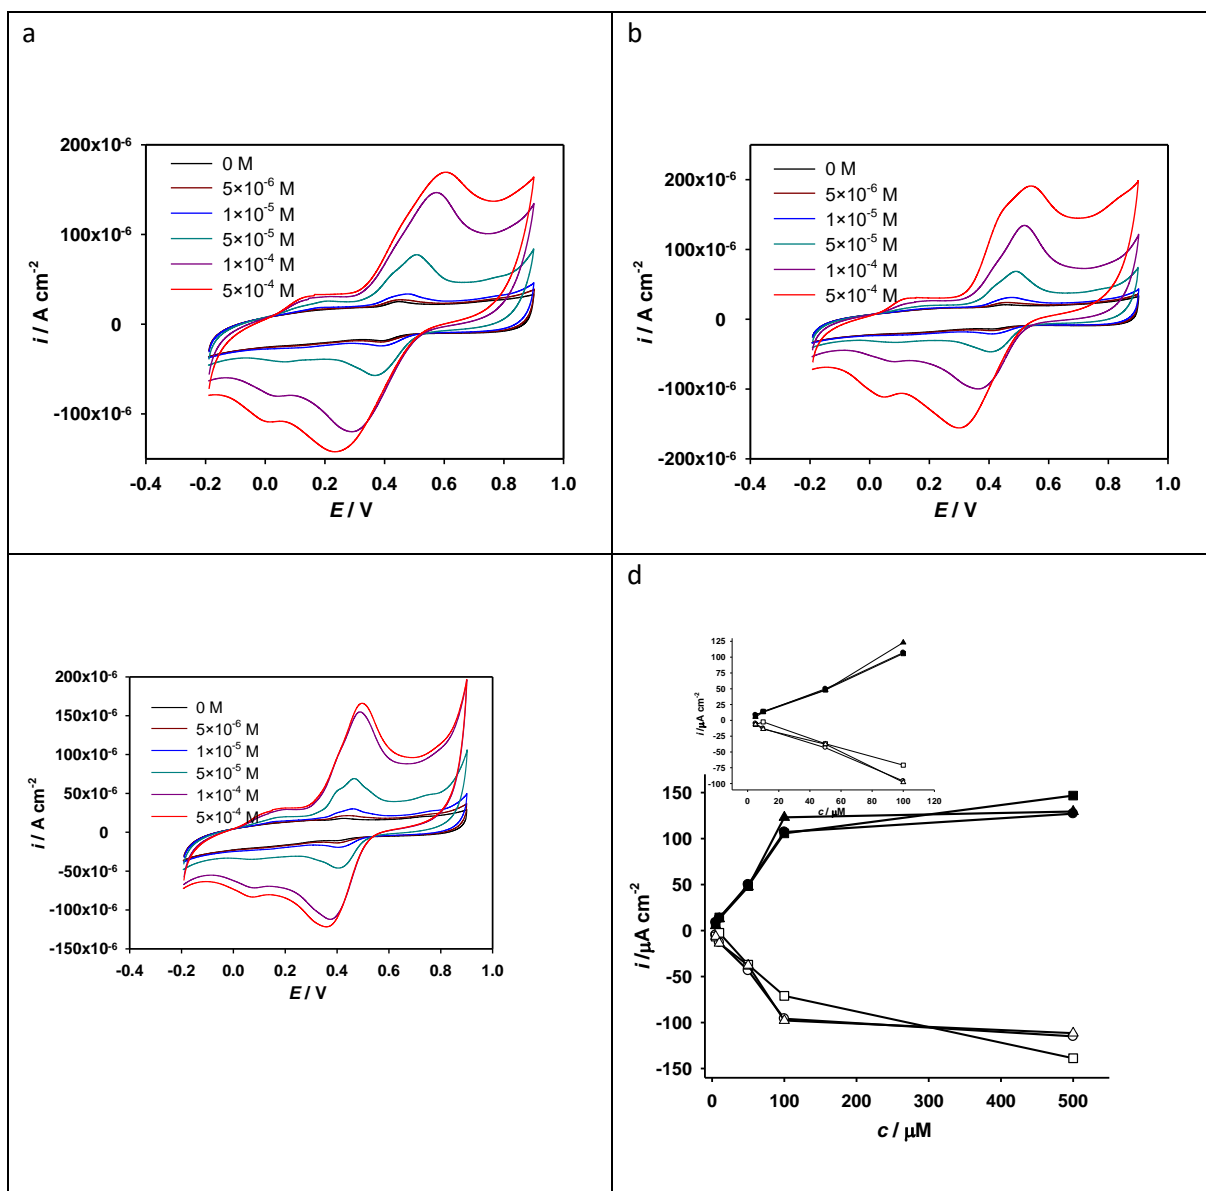 a
200x10-6
100x10-6
0
-100x10-6
i / A cm-2
0 M
5×10-6 M
1×10-5 M
5×10-5 M
1×10-4 M
5×10-4 M
-0.4 -0.2 0.0 0.2 0.4 0.6 0.8 1.0
E / V
b
200x10-6
100x10-6
0
-100x10-6
-200x10-6
i / A cm-2
0 M
5×10-6 M
1×10-5 M
5×10-5 M
1×10-4 M
5×10-4 M
-0.4 -0.2 0.0 0.2 0.4 0.6 0.8 1.0
E / V
200x10-6
150x10-6
100x10-6
50x10-6
0
-50x10-6
-100x10-6
-150x10-6
i / A cm-2
0 M
5×10-6 M
1×10-5 M
5×10-5 M
1×10-4 M
5×10-4 M
-0.4 -0.2 0.0 0.2 0.4 0.6 0.8 1.0
E / V
d
125
100
75
50
25
0
-25
-50
-75
-100
i /µA cm-2
0 20 40 60 80 100 120
c / µM
150
100
50
0
-50
-100
-150
i /µA cm-2
0 100 200 300 400 500
c / µM